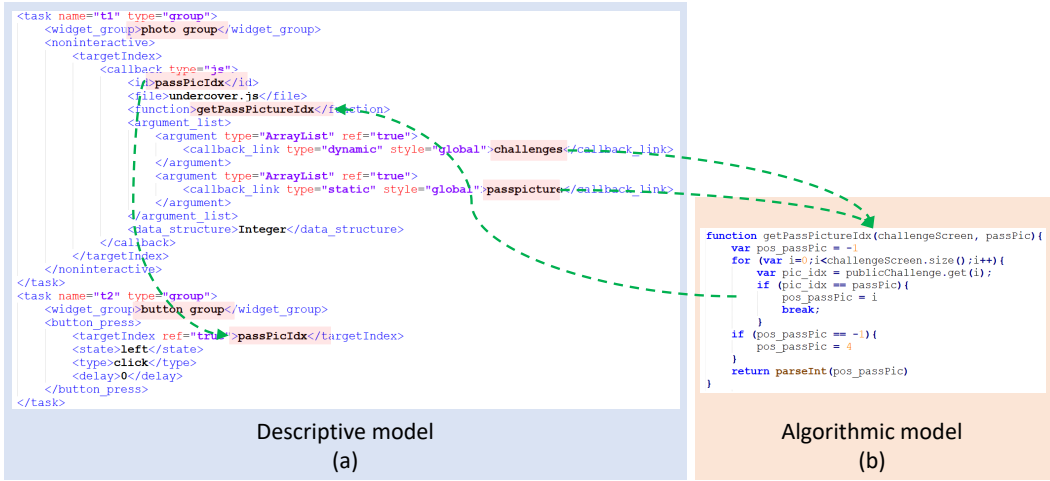 <task name="t1" type="group">
<widget_group>photo group</widget_group>
<noninteractive>
<targetIndex>
<callback type="js">
<id>passPicIdx</id>
<file>undercover.js</file>
<function>getPassPictureIdx</function>
<argument_list>
<argument type="ArrayList" ref="true">
<callback_link type="dynamic" style="global">challenges</callback_link>
</argument>
<argument type="ArrayList" ref="true">
<callback_link type="static" style="global">passpicture</callback_link>
</argument>
</argument_list>
<data_structure>Integer</data_structure>
</callback>
</targetIndex>
</noninteractive>
</task>
<task name="t2" type="group">
<widget_group>button group</widget_group>
<button_press>
<targetIndex ref="true">passPicIdx</targetIndex>
<state>left</state>
<type>click</type>
<delay>0</delay>
</button_press>
</task>
Descriptive model
(a)
function getPassPictureIdx(challengeScreen, passPic){
var pos_passPic = -1
for (var i=0;i<challengeScreen.size();i++){
var pic_idx = publicChallenge.get(i);
if (pic_idx == passPic){
pos_passPic = i
break;
}
if (pos_passPic == -1){
pos_passPic = 4
}
return parseInt(pos_passPic)
}
Algorithmic model
(b)